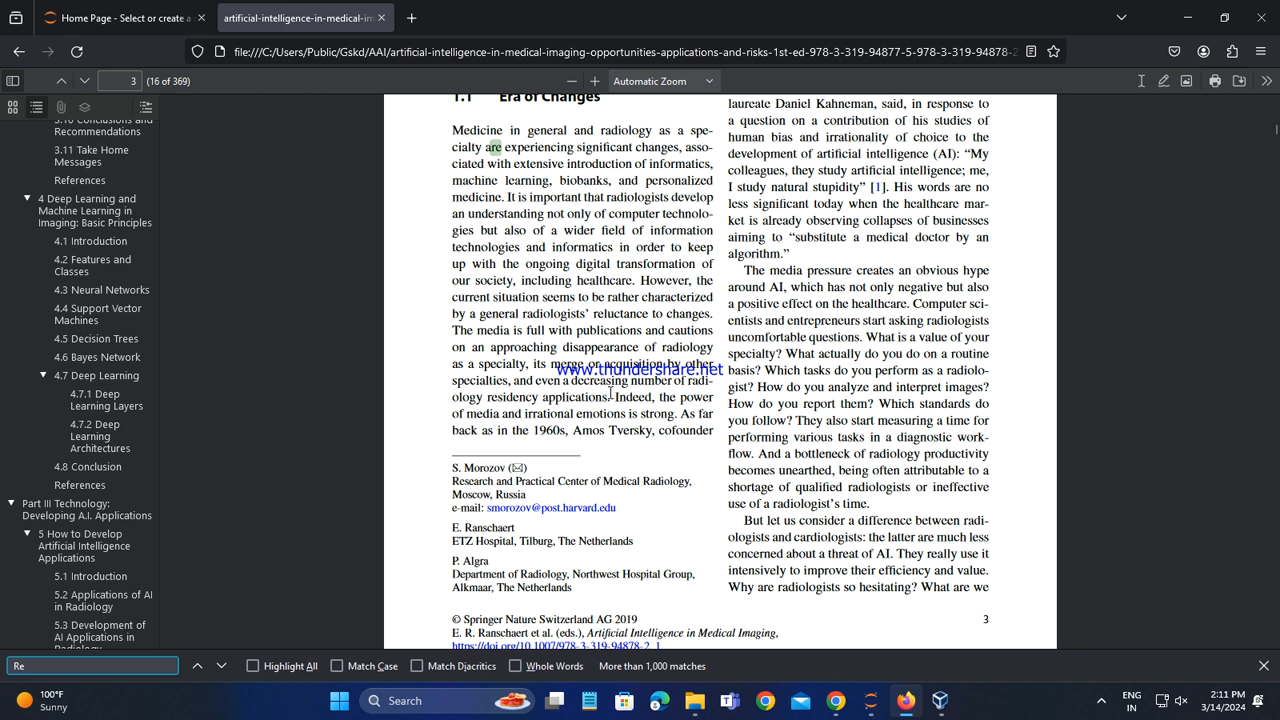 Home Page - Select or create a
artificial-intelligence-in-medical-im
file:///C:/Users/Public/Gskd/AAI/artificial-intelligence-in-medical-imaging-opportunities-applications-and-risks-1st-ed-978-3-319-94877-5-978-3-319-94878-2
3
(16 of 369)
Automatic Zoom
3.10 Conclusions and
Recommendations
3.11 Take Home
Messages
References
4 Deep Learning and
Machine Learning in
Imaging: Basic Principles
4.1 Introduction
4.2 Features and
Classes
4.3 Neural Networks
4.4 Support Vector
Machines
4.5 Decision Trees
4.6 Bayes Network
4.7 Deep Learning
4.7.1 Deep
Learning Layers
4.7.2 Deep
Learning
Architectures
4.8 Conclusion
References
Part III Technology:
Developing A.I. Applications
5 How to Develop
Artificial Intelligence
Applications
5.1 Introduction
5.2 Applications of AI
in Radiology
5.3 Development of
AI Applications in
Radiology
1.1 Era of Changes
Medicine in general and radiology as a spe-
cialty are experiencing significant changes, asso-
ciated with extensive introduction of informatics,
machine learning, biobanks, and personalized
medicine. It is important that radiologists develop
an understanding not only of computer technolo-
gies but also of a wider field of information
technologies and informatics in order to keep
up with the ongoing digital transformation of
our society, including healthcare. However, the
current situation seems to be rather characterized
by a general radiologists' reluctance to changes.
The media is full with publications and cautions
on an approaching disappearance of radiology
as a specialty, its merge or acquisition by other
specialties, and even a decreasing number of radi-
ology residency applications. Indeed, the power
of media and irrational emotions is strong. As far
back as in the 1960s, Amos Tversky, cofounder
www.thundershare.net
S. Morozov (✉)
Research and Practical Center of Medical Radiology,
Moscow, Russia
e-mail: smorozov@post.harvard.edu
E. Ranschaert
ETZ Hospital, Tilburg, The Netherlands
P. Algra
Department of Radiology, Northwest Hospital Group,
Alkmaar, The Netherlands
laureate Daniel Kahneman, said, in response to
a question on a contribution of his studies of
human bias and irrationality of choice to the
development of artificial intelligence (AI): "My
colleagues, they study artificial intelligence; me,
I study natural stupidity" [1]. His words are no
less significant today when the healthcare mar-
ket is already observing collapses of businesses
aiming to "substitute a medical doctor by an
algorithm."
The media pressure creates an obvious hype
around AI, which has not only negative but also
a positive effect on the healthcare. Computer sci-
entists and entrepreneurs start asking radiologists
uncomfortable questions. What is a value of your
specialty? What actually do you do on a routine
basis? Which tasks do you perform as a radiolo-
gist? How do you analyze and interpret images?
How do you report them? Which standards do
you follow? They also start measuring a time for
performing various tasks in a diagnostic work-
flow. And a bottleneck of radiology productivity
becomes unearthed, being often attributable to a
shortage of qualified radiologists or ineffective
use of a radiologist's time.
But let us consider a difference between radi-
ologists and cardiologists: the latter are much less
concerned about a threat of AI. They really use it
intensively to improve their efficiency and value.
Why are radiologists so hesitating? What are we
© Springer Nature Switzerland AG 2019
3
E. R. Ranschaert et al. (eds.), Artificial Intelligence in Medical Imaging,
https://doi.org/10.1007/978-3-319-94878-2_1
Re
Highlight All
Match Case
Match Diacritics
Whole Words
More than 1,000 matches
100°F
Sunny
Search
ENG
IN
2:11 PM
3/14/2024